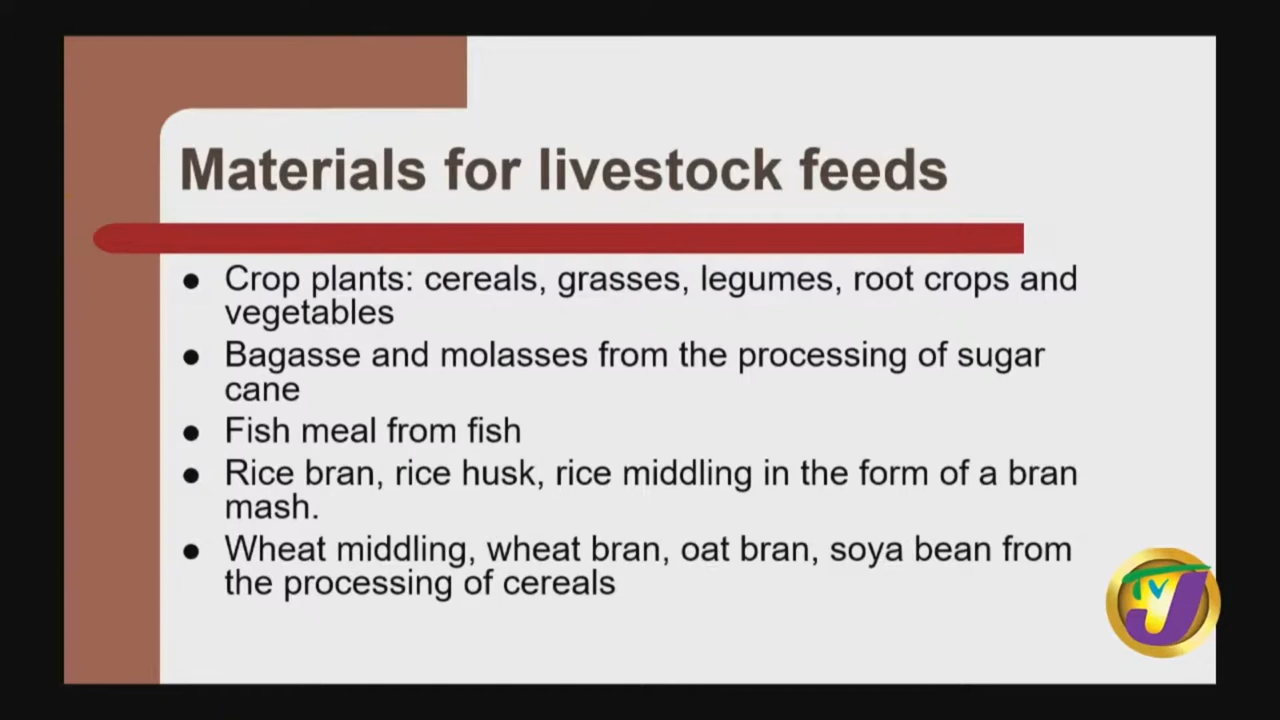 Materials for livestock feeds
● Crop plants: cereals, grasses, legumes, root crops and
vegetables
● Bagasse and molasses from the processing of sugar
cane
● Fish meal from fish
● Rice bran, rice husk, rice middling in the form of a bran
mash.
● Wheat middling, wheat bran, oat bran, soya bean from
the processing of cereals
TVJ